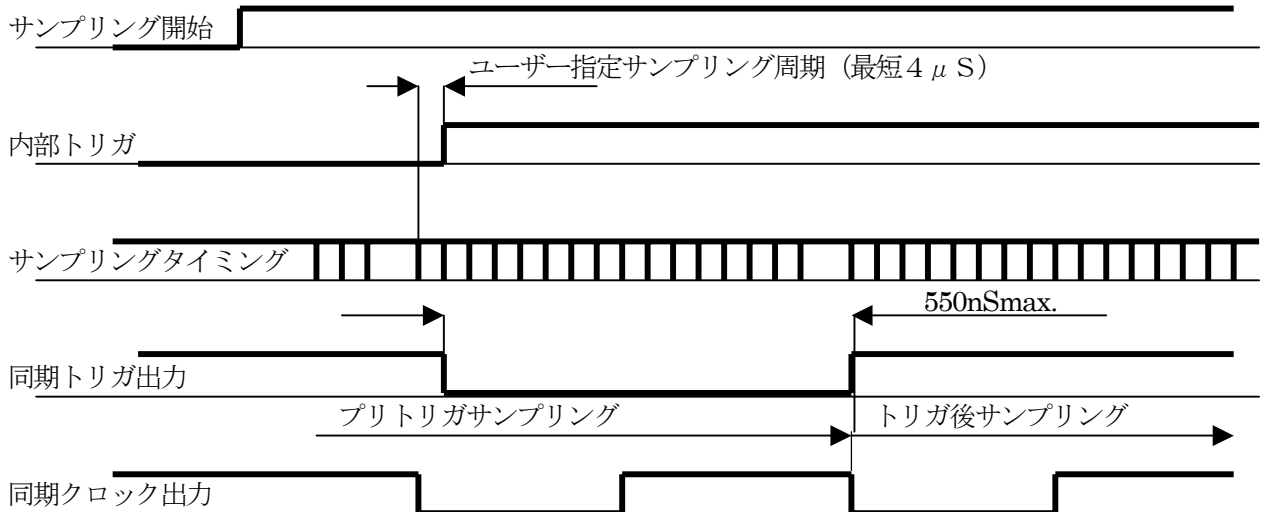 サンプリング開始
ユーザー指定サンプリング周期（最短４μＳ）
内部トリガ
サンプリングタイミング
550nSmax.
同期トリガ出力
プリトリガサンプリング
トリガ後サンプリング
同期クロック出力